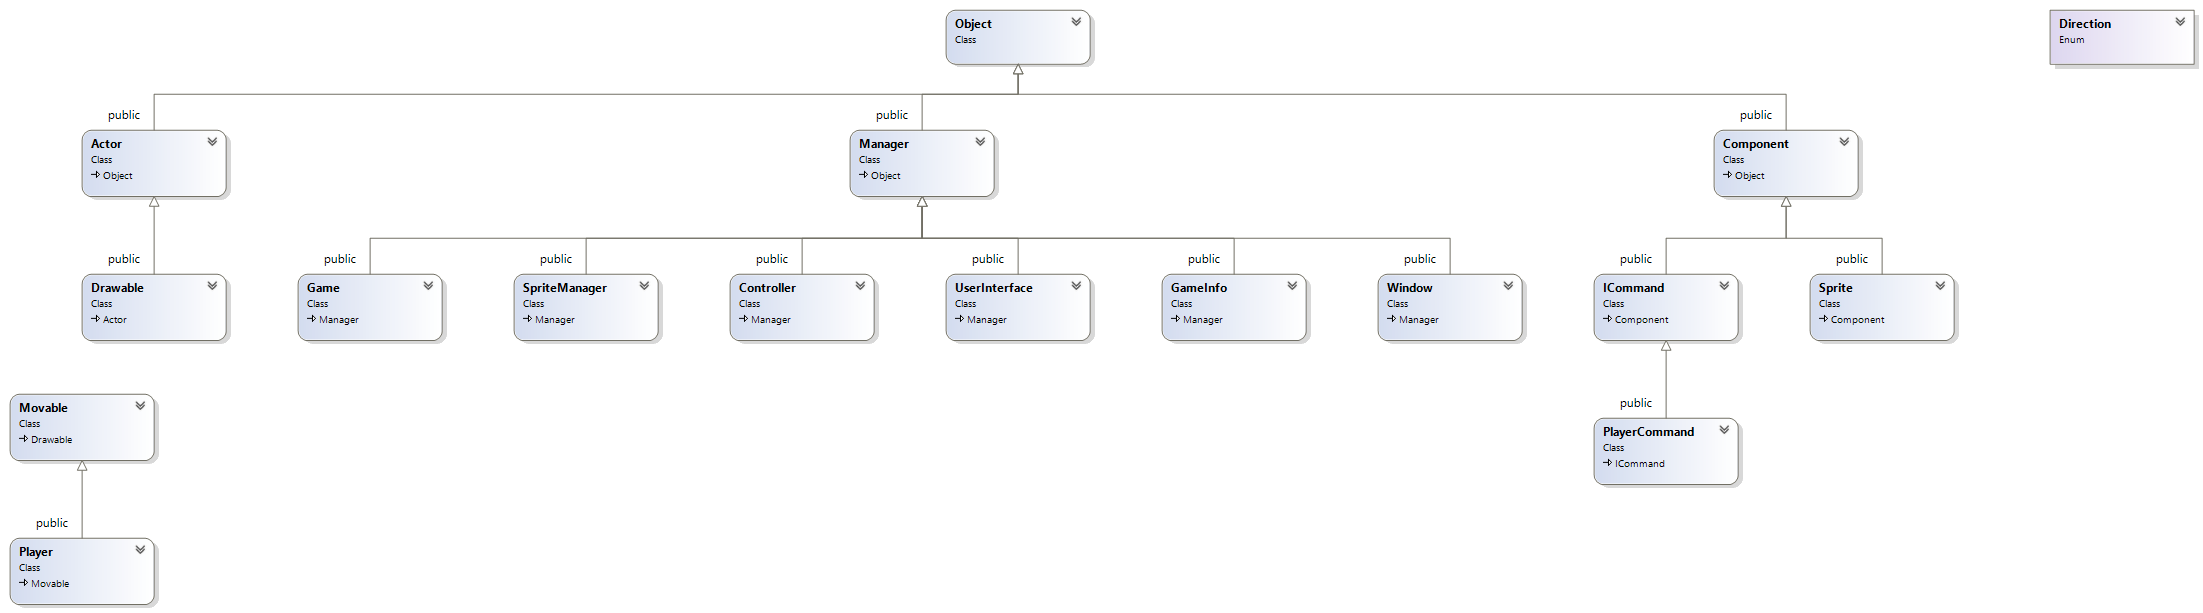 Object
Class
Direction
Enum
public
public
public
Actor
Class
Object
Manager
Class
Object
Component
Class
Object
public
public
public
public
public
public
public
public
public
Drawable
Class
Actor
Game
Class
Manager
SpriteManager
Class
Manager
Controller
Class
Manager
UserInterface
Class
Manager
GameInfo
Class
Manager
Window
Class
Manager
ICommand
Class
Component
Sprite
Class
Component
Movable
Class
Drawable
public
PlayerCommand
Class
ICommand
public
Player
Class
Movable